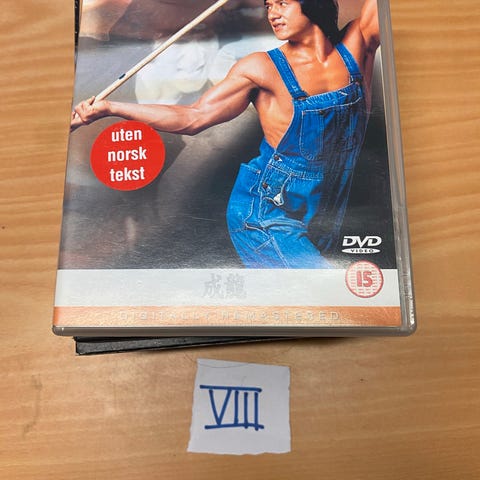 uten
norsk
tekst
DVD
VIDEO
成龍
15
DIGITALLY REMASTERED
VIII